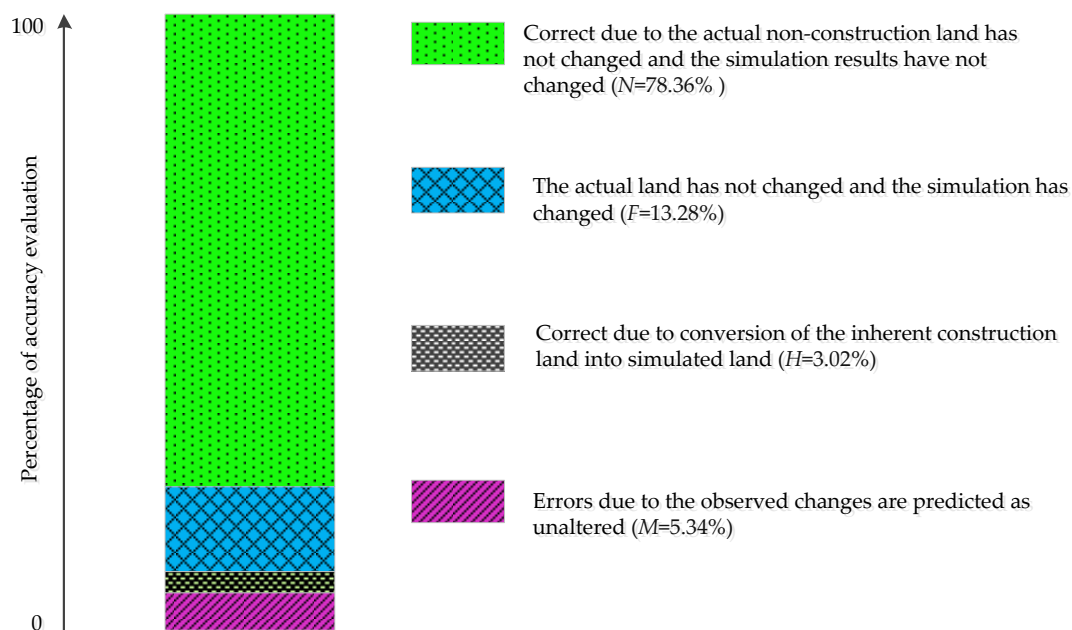 100
Percentage of accuracy evaluation
0
Correct due to the actual non-construction land has
not changed and the simulation results have not
changed (N=78.36% )
The actual land has not changed and the simulation has
changed (F=13.28%)
Correct due to conversion of the inherent construction
land into simulated land (H=3.02%)
Errors due to the observed changes are predicted as
unaltered (M=5.34%)